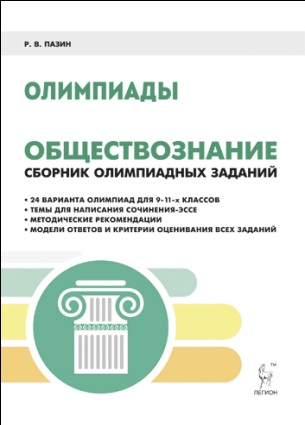 Р. В. ПАЗИН
ОЛИМПИАДЫ
ОБЩЕСТВОЗНАНИЕ
СБОРНИК ОЛИМПИАДНЫХ ЗАДАНИЙ
• 24 ВАРИАНТА ОЛИМПИАД ДЛЯ 9-11-х КЛАССОВ
• ТЕМЫ ДЛЯ НАПИСАНИЯ СОЧИНЕНИЯ-ЭССЕ
• МЕТОДИЧЕСКИЕ РЕКОМЕНДАЦИИ
• МОДЕЛИ ОТВЕТОВ И КРИТЕРИИ ОЦЕНИВАНИЯ ВСЕХ ЗАДАНИЙ
TM
ЛЕГИОН